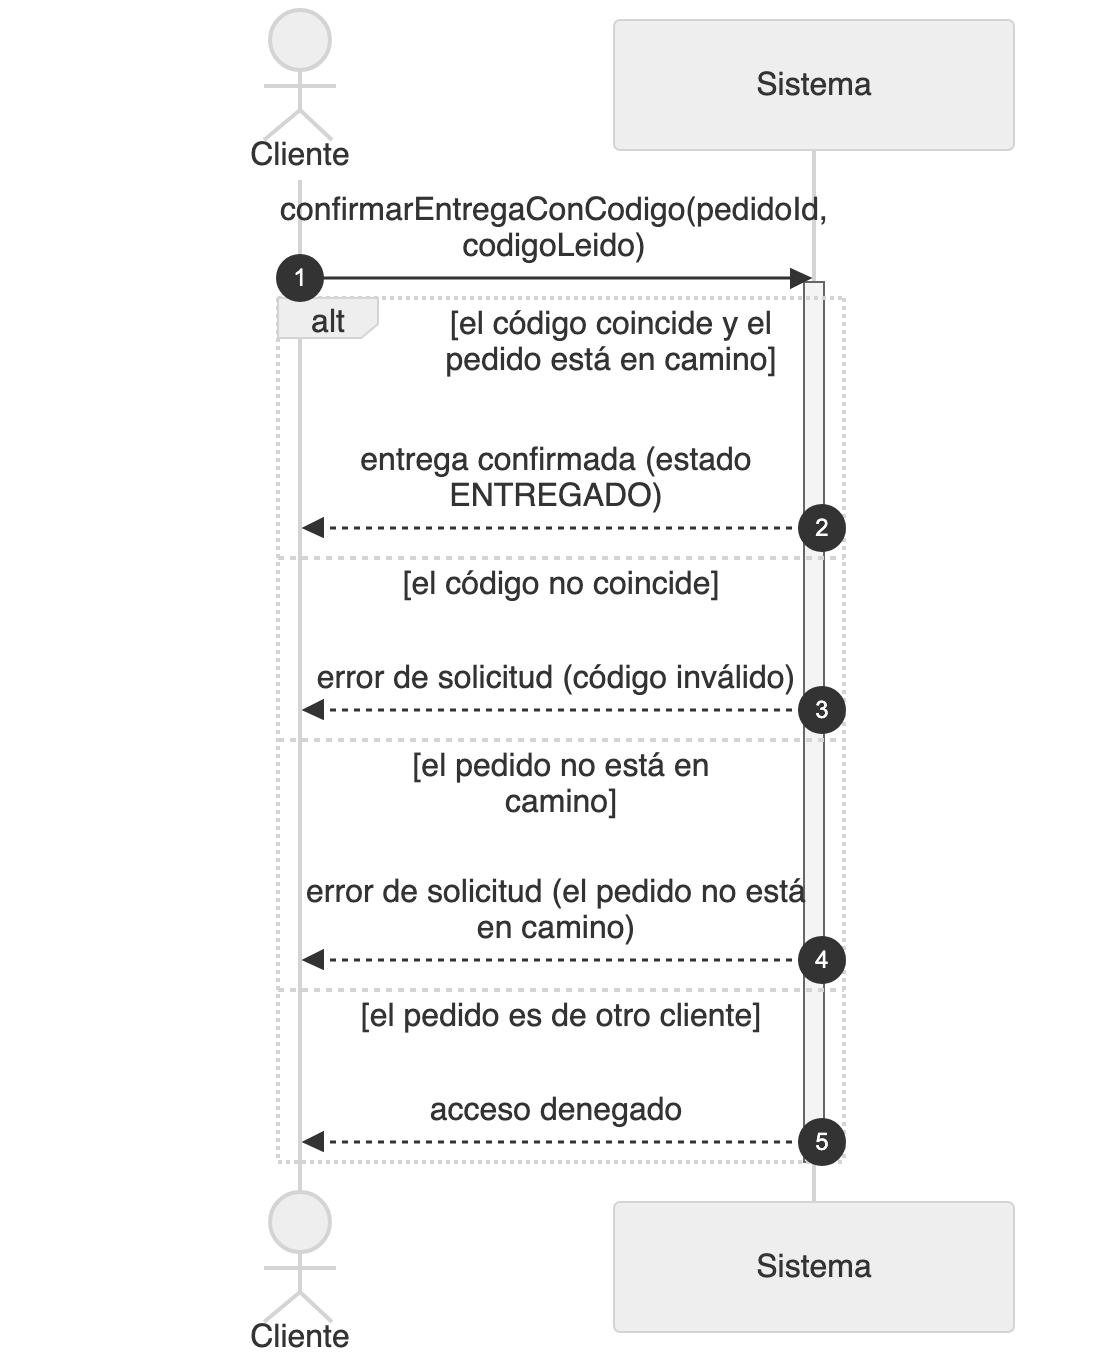 Cliente
Sistema
confirmarEntregaConCodigo(pedidoId,
codigoLeido)
1
alt
[el código coincide y el
pedido está en camino]
entrega confirmada (estado
ENTREGADO)
2
[el código no coincide]
error de solicitud (código inválido)
3
[el pedido no está en
camino]
error de solicitud (el pedido no está
en camino)
4
[el pedido es de otro cliente]
acceso denegado
5
Cliente
Sistema